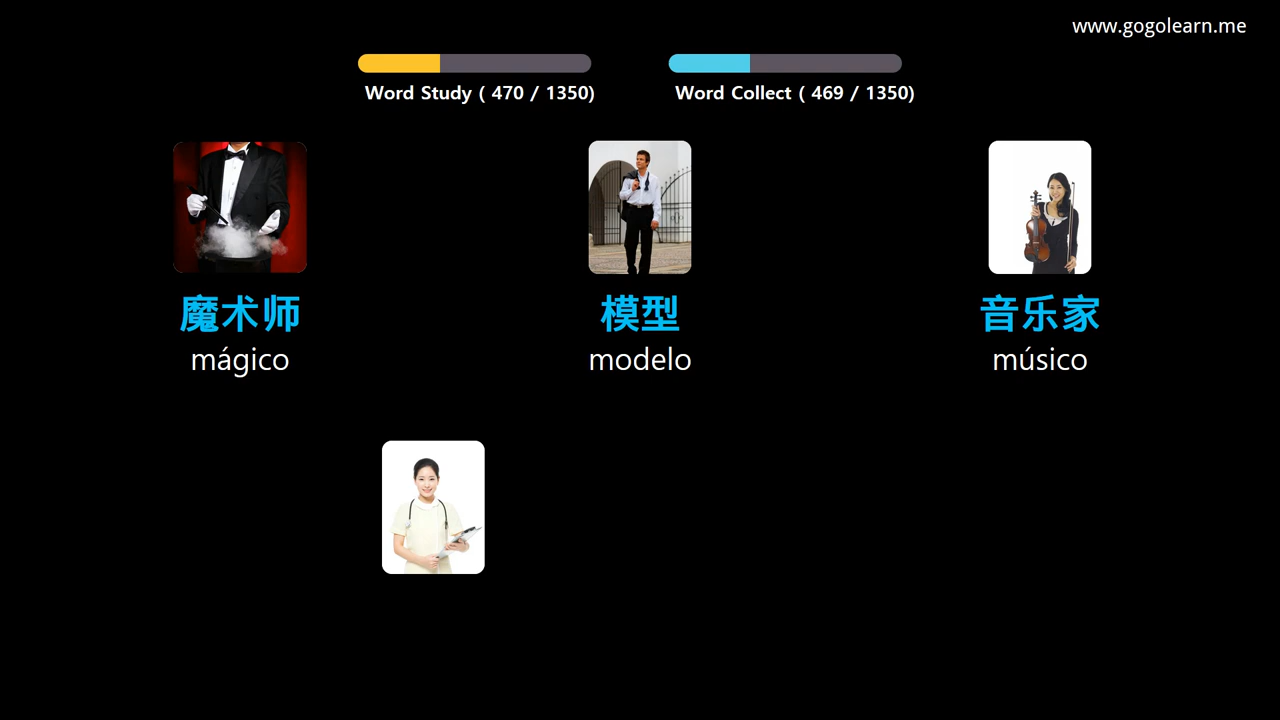 www.gogolearn.me
Word Study ( 470 / 1350)
Word Collect ( 469 / 1350)
魔术师
mágico
模型
modelo
音乐家
músico